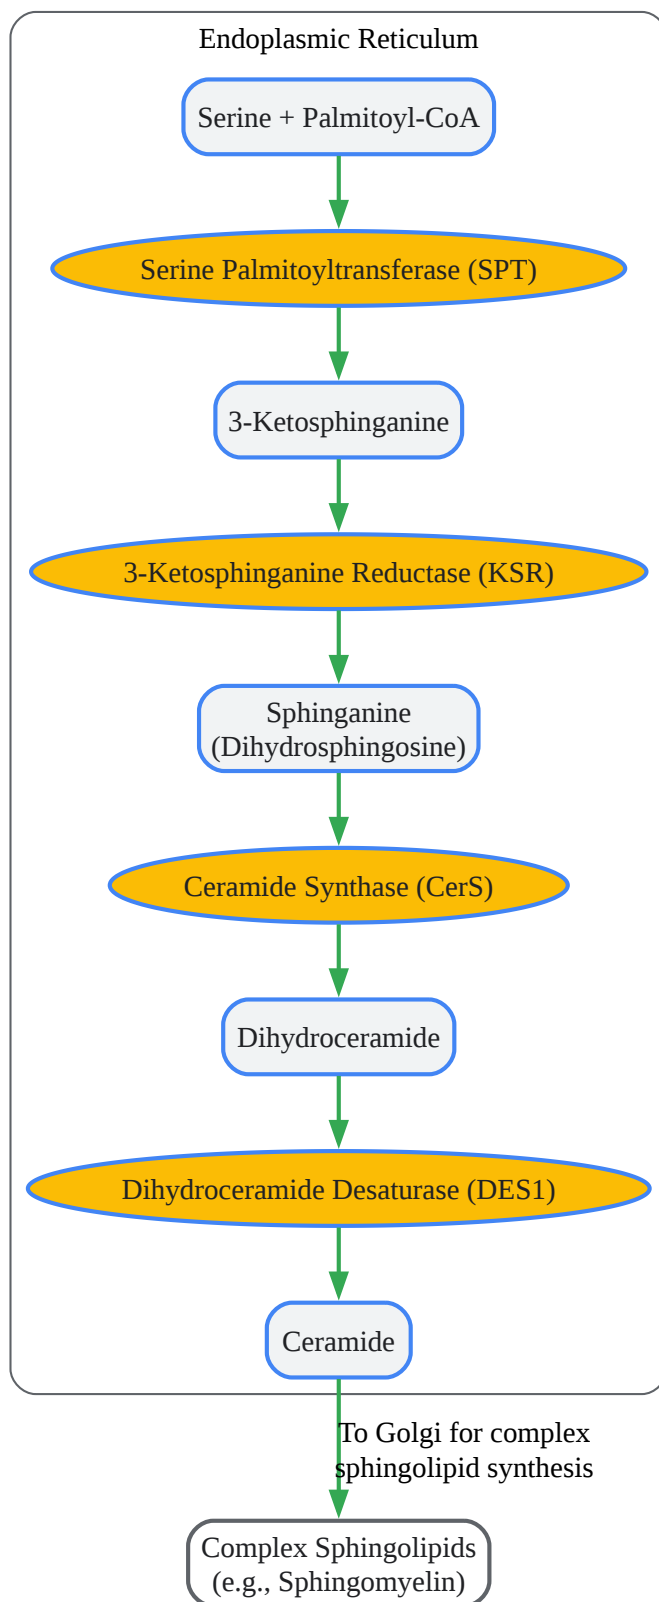 Endoplasmic Reticulum
Serine + Palmitoyl-CoA
Serine Palmitoyltransferase (SPT)
3-Ketosphinganine
3-Ketosphinganine Reductase (KSR)
Sphinganine
(Dihydrosphingosine)
Ceramide Synthase (CerS)
Dihydroceramide
Dihydroceramide Desaturase (DES1)
Ceramide
To Golgi for complex
sphingolipid synthesis
Complex Sphingolipids
(e.g., Sphingomyelin)